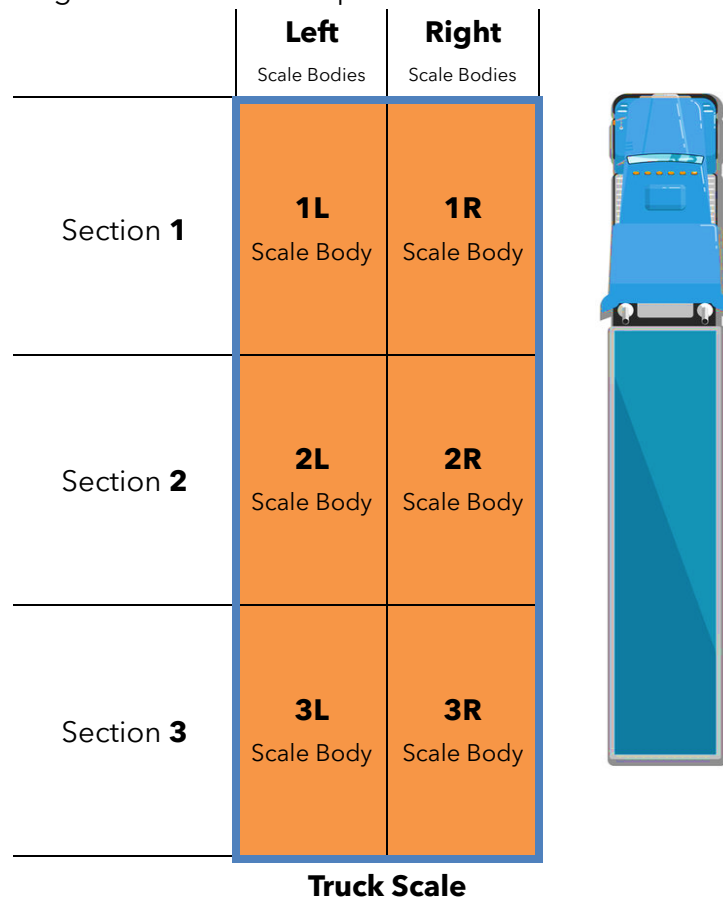 Left Right
Scale Bodies Scale Bodies
1L 1R
Section 1
Scale Body Scale Body
2L 2R
Section 2
Scale Body Scale Body
3L 3R
Section 3
Scale Body Scale Body
Truck Scale